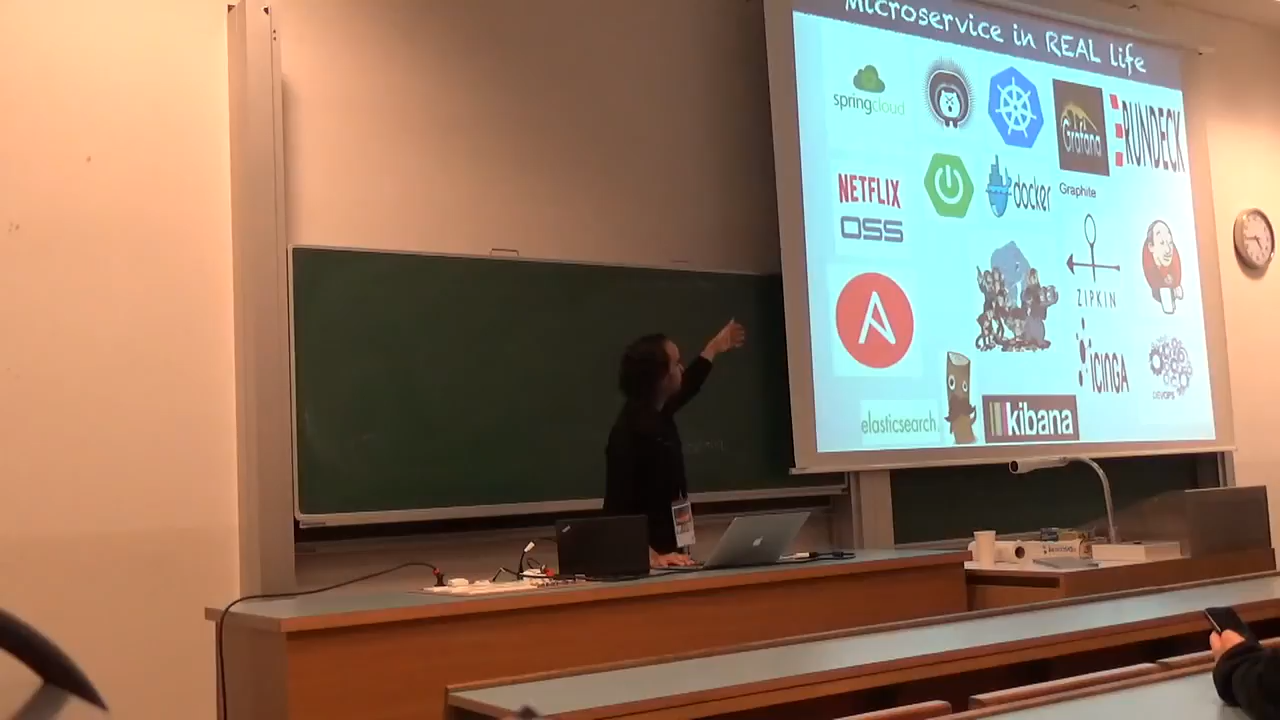 Microservice in REAL life
springcloud
Grafana
RUNDECK
NETFLIX
OSS
docker
Graphite
ZIPKIN
ICINGA
DEVOPS
elasticsearch.
kibana